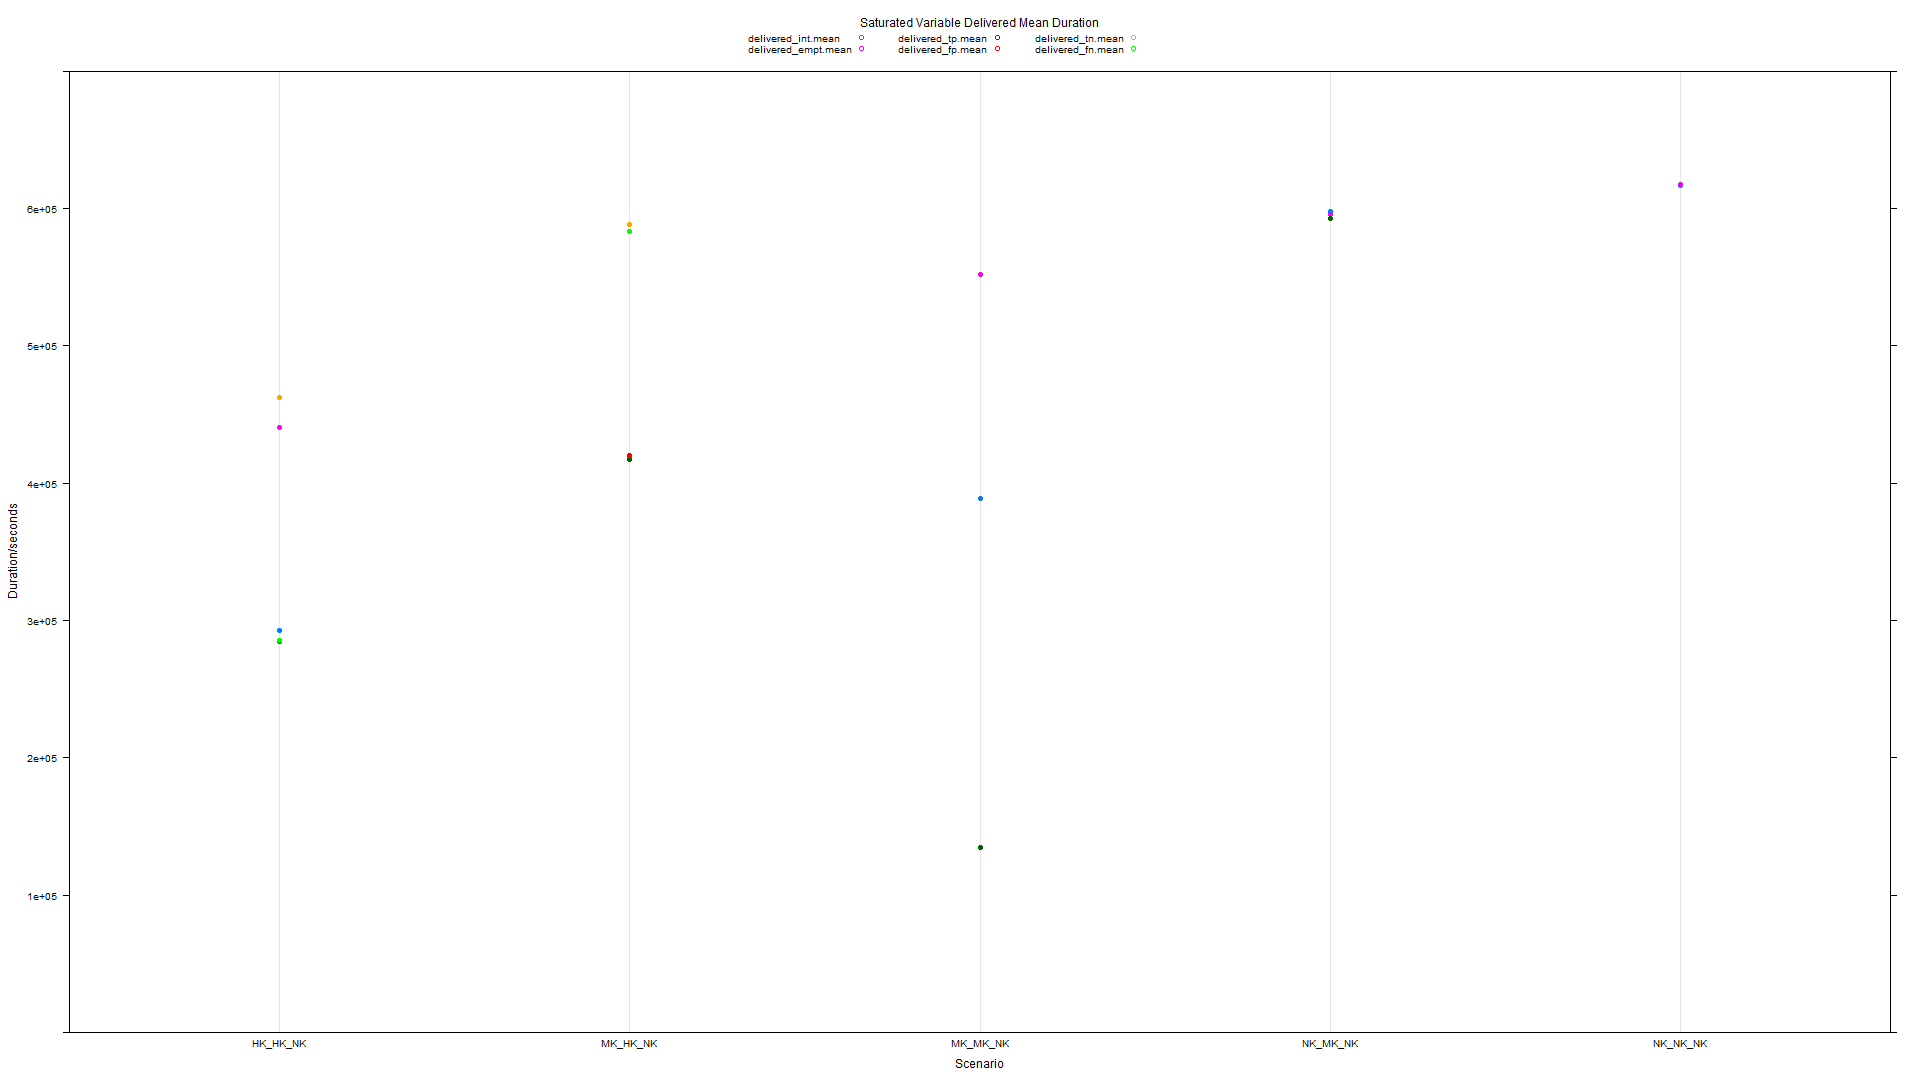 Saturated Variable Delivered Mean Duration
delivered_int.mean delivered_tp.mean delivered_tn.mean
delivered_empt.mean delivered_fp.mean delivered_fn.mean
6e+05
5e+05
4e+05
3e+05
2e+05
1e+05
Duration/seconds
HK_HK_NK MK_HK_NK MK_MK_NK NK_MK_NK NK_NK_NK
Scenario